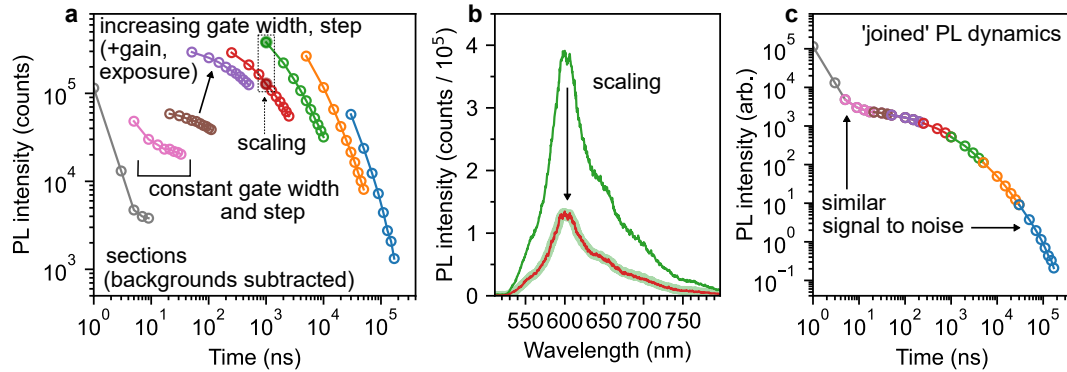 a
increasing gate width, step
(+gain,
exposure)
scaling
constant gate width
and step
sections
(backgrounds subtracted)
PL intensity (counts)
10^5
10^4
10^3
10^0 10^1 10^2 10^3 10^4 10^5
Time (ns)
b
scaling
PL intensity (counts / 10^5)
4
3
2
1
0
550 600 650 700 750
Wavelength (nm)
c
'joined' PL dynamics
similar
signal to noise
PL intensity (arb.)
10^5
10^4
10^3
10^2
10^1
10^0
10^-1
10^0 10^1 10^2 10^3 10^4 10^5
Time (ns)